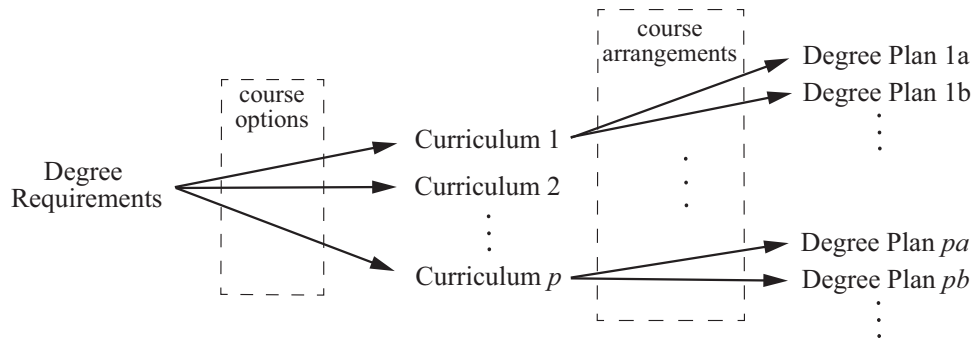 course
arrangements
Degree Plan 1a
Degree Plan 1b
course
options
Curriculum 1
Degree
Requirements
Curriculum 2
Curriculum p
Degree Plan pa
Degree Plan pb